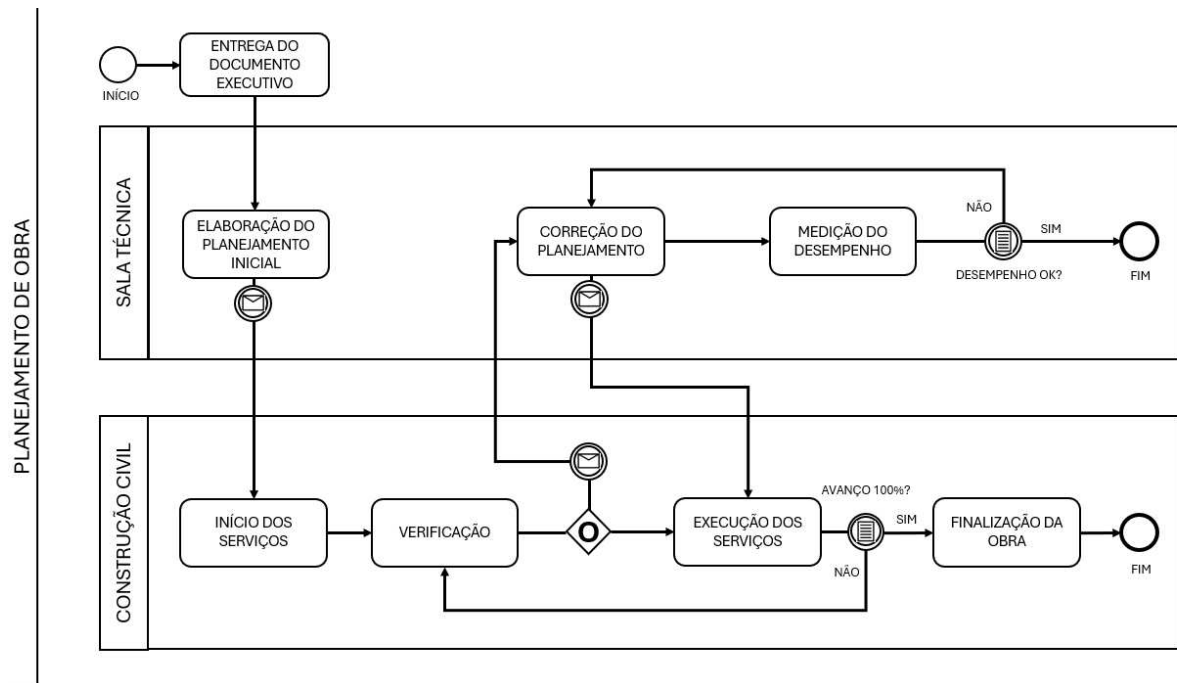 PLANEJAMENTO DE OBRA
INÍCIO
ENTREGA DO
DOCUMENTO
EXECUTIVO
SALA TÉCNICA
ELABORAÇÃO DO
PLANEJAMENTO
INICIAL
CORREÇÃO DO
PLANEJAMENTO
MEDIÇÃO DO
DESEMPENHO
NÃO
SIM
DESEMPENHO OK?
FIM
CONSTRUÇÃO CIVIL
INÍCIO DOS
SERVIÇOS
VERIFICAÇÃO
O
EXECUÇÃO DOS
SERVIÇOS
AVANÇO 100%?
SIM
NÃO
FINALIZAÇÃO DA
OBRA
FIM